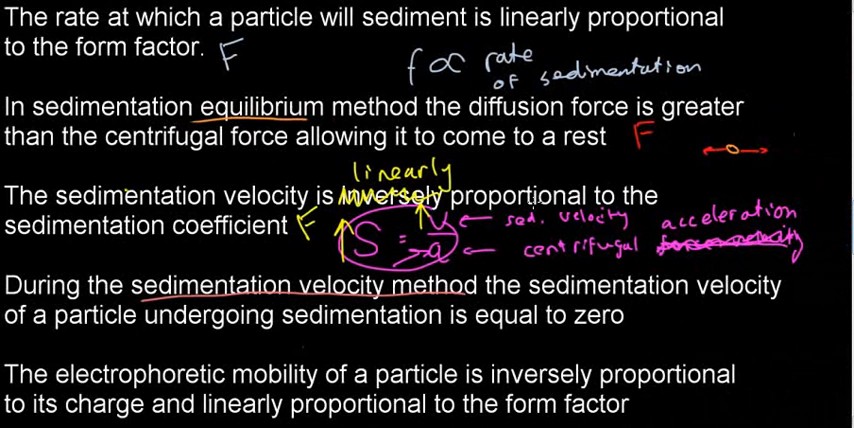 The rate at which a particle will sediment is linearly proportional
to the form factor. F
f ∝ rate
of sedimentation
In sedimentation equilibrium method the diffusion force is greater
than the centrifugal force allowing it to come to a rest F
linearly
The sedimentation velocity is inversely proportional to the
sedimentation coefficient F
S = v/a
sed. velocity
centrifugal acceleration
During the sedimentation velocity method the sedimentation velocity
of a particle undergoing sedimentation is equal to zero
The electrophoretic mobility of a particle is inversely proportional
to its charge and linearly proportional to the form factor